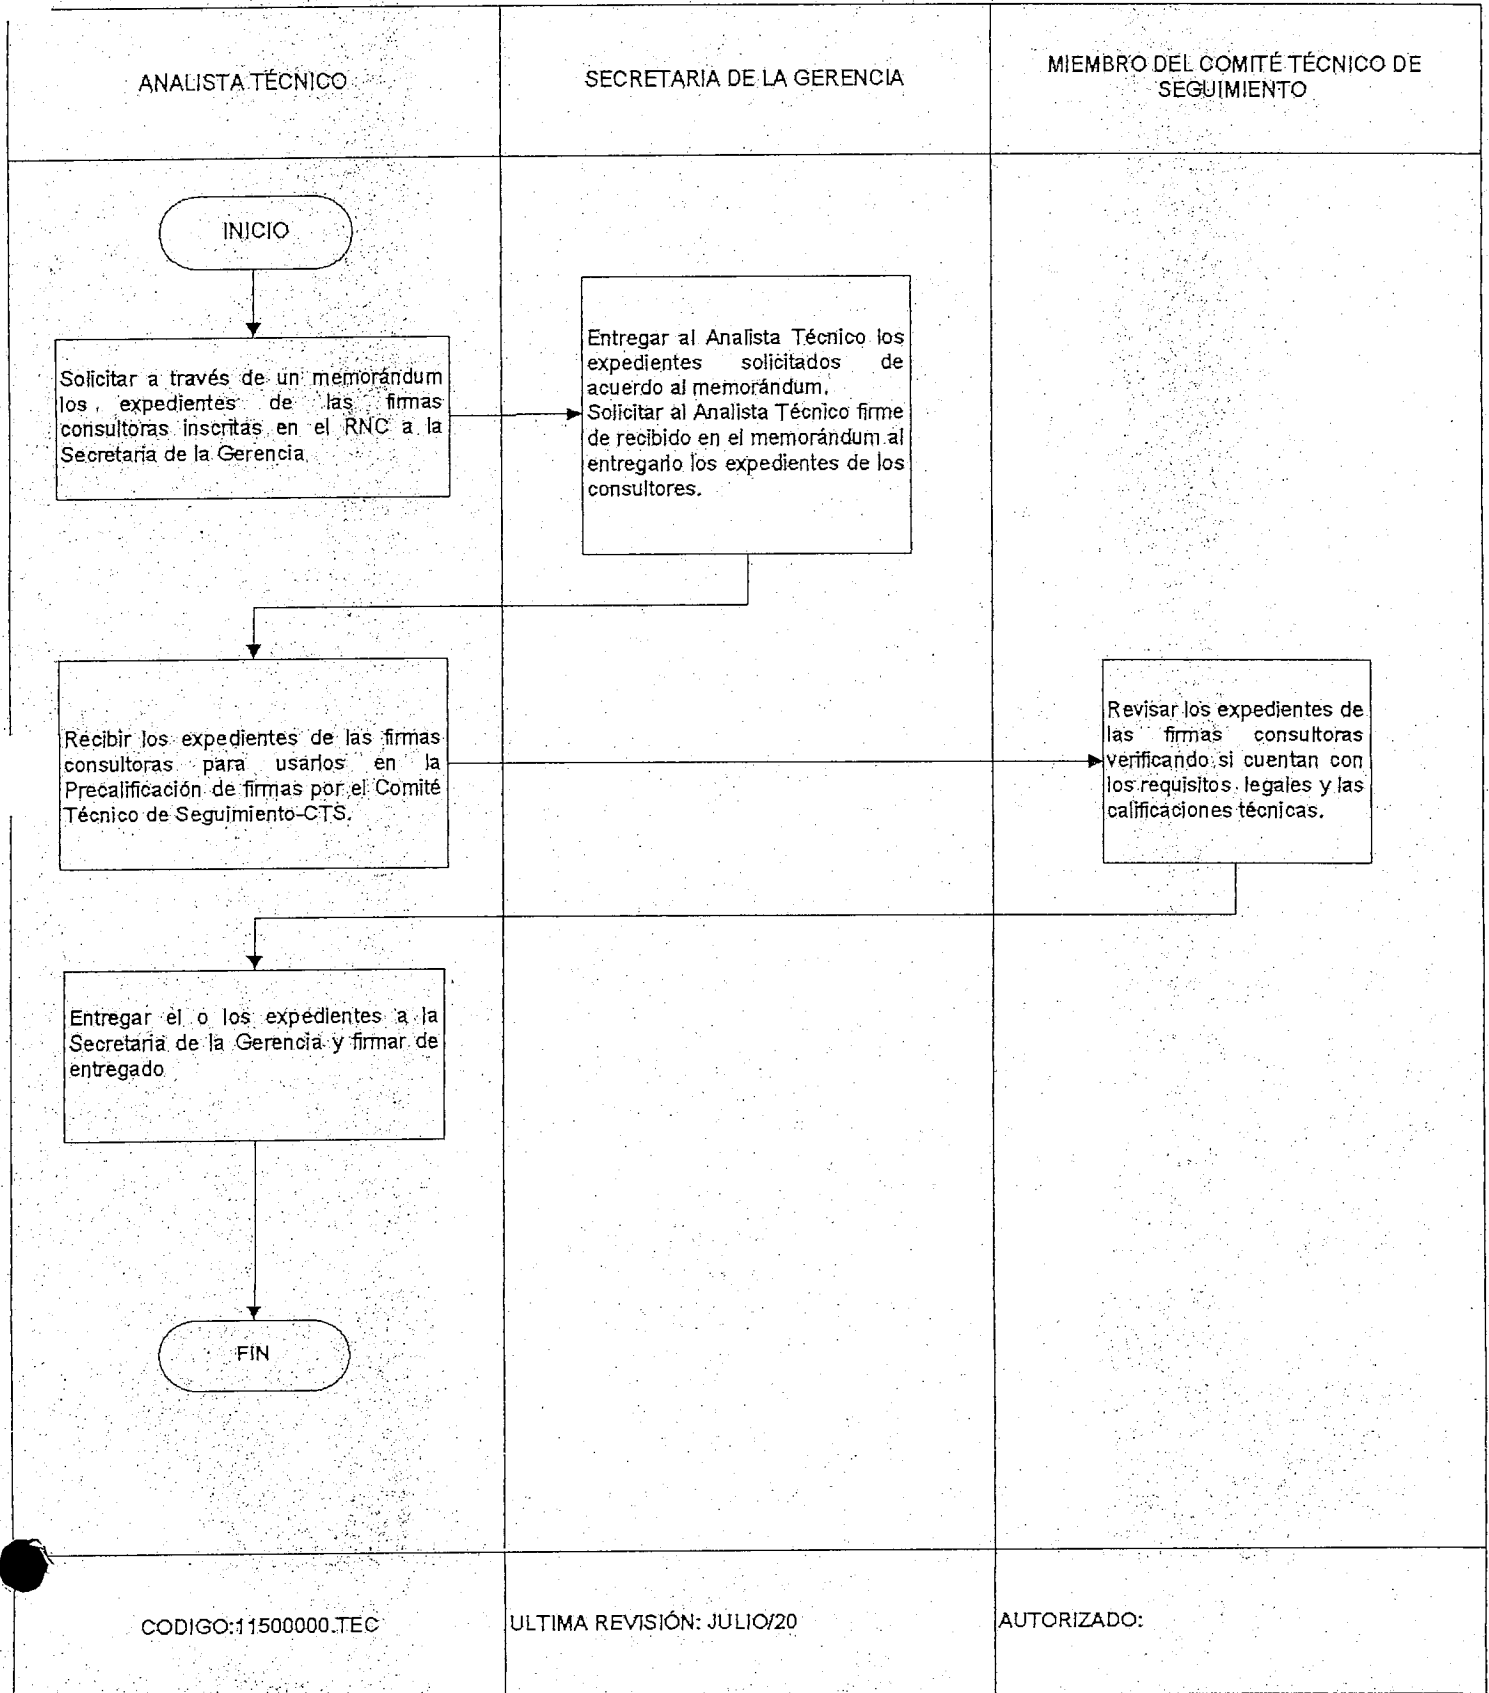 ANALISTA TÉCNICO
SECRETARIA DE LA GERENCIA
MIEMBRO DEL COMITÉ TÉCNICO DE
SEGUIMIENTO
INICIO
Solicitar a través de un memorándum
los expedientes de las firmas
consultoras inscritas en el RNC a la
Secretaria de la Gerencia
Entregar al Analista Técnico los
expedientes solicitados de
acuerdo al memorándum.
Solicitar al Analista Técnico firme
de recibido en el memorándum al
entregarlo los expedientes de los
consultores.
Recibir los expedientes de las firmas
consultoras para usarlos en la
Precalificación de firmas por el Comité
Técnico de Seguimiento-CTS.
Revisar los expedientes de
las firmas consultoras
verificando si cuentan con
los requisitos legales y las
calificaciones técnicas.
Entregar el o los expedientes a la
Secretaria de la Gerencia y firmar de
entregado
FIN
CODIGO:11500000.TEC
ULTIMA REVISIÓN: JULIO/20
AUTORIZADO: